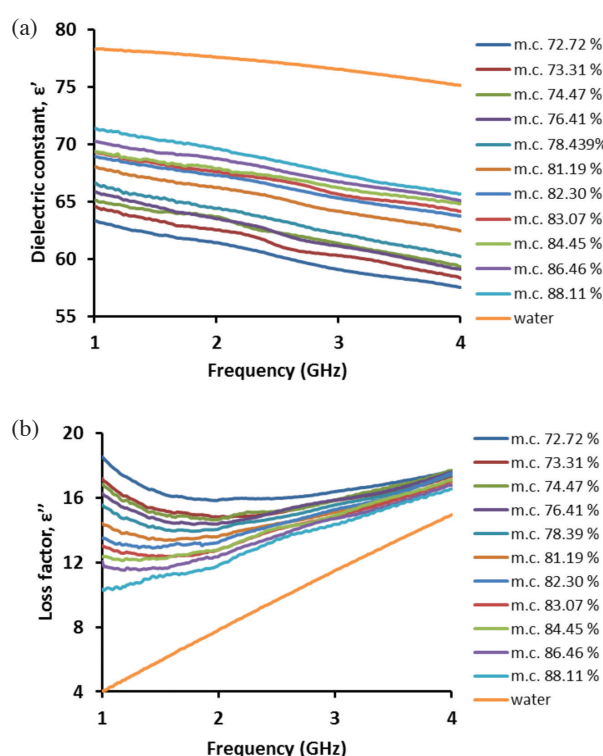 (a)
80
75
70
65
60
55
Dielectric constant, ε’
1
2
3
4
Frequency (GHz)
m.c. 72.72 %
m.c. 73.31 %
m.c. 74.47 %
m.c. 76.41 %
m.c. 78.439%
m.c. 81.19 %
m.c. 82.30 %
m.c. 83.07 %
m.c. 84.45 %
m.c. 86.46 %
m.c. 88.11 %
water
(b)
20
16
12
8
4
Loss factor, ε”
1
2
3
4
Frequency (GHz)
m.c. 72.72 %
m.c. 73.31 %
m.c. 74.47 %
m.c. 76.41 %
m.c. 78.39 %
m.c. 81.19 %
m.c. 82.30 %
m.c. 83.07 %
m.c. 84.45 %
m.c. 86.46 %
m.c. 88.11 %
water